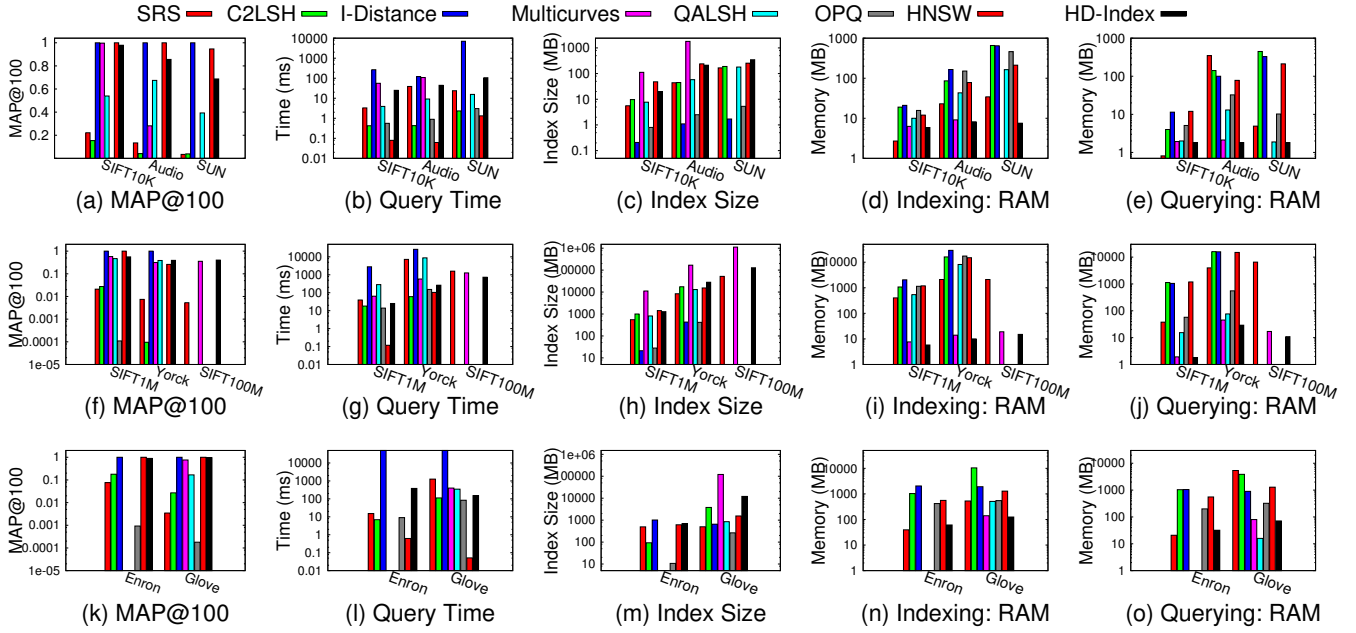 SRS C2LSH I-Distance Multicurves QALSH OPQ HNSW HD-Index
MAP@100
1
0.8
0.6
0.4
0.2
SIFT10K Audio SUN
(a) MAP@100
Time (ms)
1000
100
10
1
0.1
0.01
SIFT10K Audio SUN
(b) Query Time
Index Size (MB)
1000
100
10
1
0.1
SIFT10K Audio SUN
(c) Index Size
Memory (MB)
1000
100
10
1
SIFT10K Audio SUN
(d) Indexing: RAM
Memory (MB)
100
10
1
SIFT10K Audio SUN
(e) Querying: RAM
MAP@100
1
0.1
0.01
0.001
0.0001
1e-05
SIFT1M Yorck SIFT100M
(f) MAP@100
Time (ms)
10000
1000
100
10
1
0.1
0.01
SIFT1M Yorck SIFT100M
(g) Query Time
Index Size (MB)
1e+06
100000
10000
1000
100
10
SIFT1M Yorck SIFT100M
(h) Index Size
Memory (MB)
10000
1000
100
10
1
SIFT1M Yorck SIFT100M
(i) Indexing: RAM
Memory (MB)
10000
1000
100
10
1
SIFT1M Yorck SIFT100M
(j) Querying: RAM
MAP@100
1
0.1
0.01
0.001
0.0001
1e-05
Enron Glove
(k) MAP@100
Time (ms)
10000
1000
100
10
1
0.1
0.01
Enron Glove
(l) Query Time
Index Size (MB)
100000
10000
1000
100
10
Enron Glove
(m) Index Size
Memory (MB)
10000
1000
100
10
1
Enron Glove
(n) Indexing: RAM
Memory (MB)
10000
1000
100
10
1
Enron Glove
(o) Querying: RAM